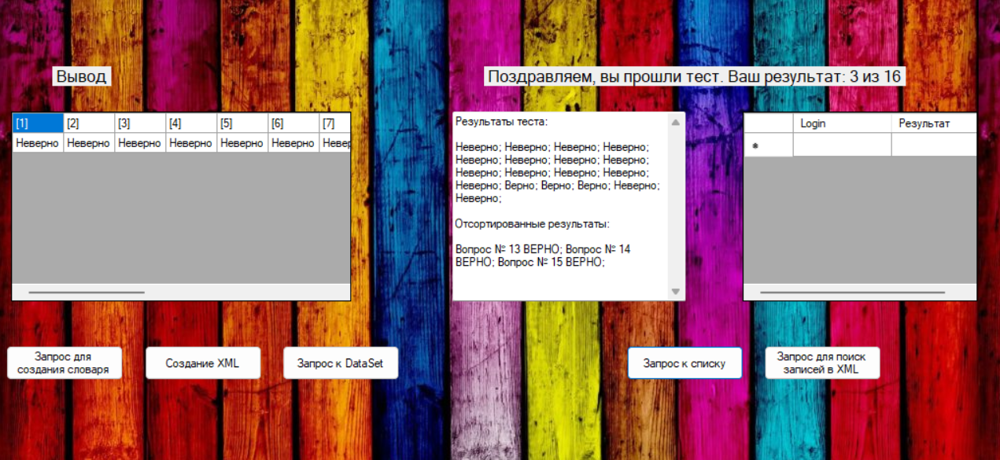 Вывод
Поздравляем, вы прошли тест. Ваш результат: 3 из 16
[1] [2] [3] [4] [5] [6] [7]
Неверно Неверно Неверно Неверно Неверно Неверно Невер
Результаты теста:
Неверно; Неверно; Неверно; Неверно;
Неверно; Неверно; Неверно; Неверно;
Неверно; Неверно; Неверно; Неверно;
Неверно; Верно; Верно; Верно; Неверно;
Неверно;
Отсортированные результаты:
Вопрос № 13 ВЕРНО; Вопрос № 14
ВЕРНО; Вопрос № 15 ВЕРНО;
Login Результат
Запрос для
создания словаря
Создание XML
Запрос к DataSet
Запрос к списку
Запрос для поиск
записей в XML